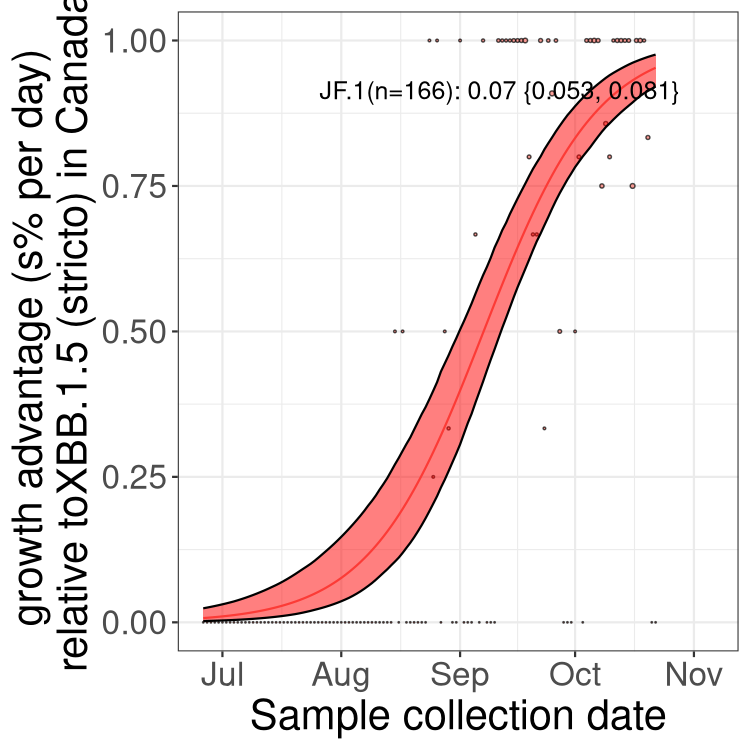 growth advantage (s% per day)
relative toXBB.1.5 (stricto) in Canada
1.00
0.75
0.50
0.25
0.00
JF.1(n=166): 0.07 {0.053, 0.081}
Jul Aug Sep Oct Nov
Sample collection date